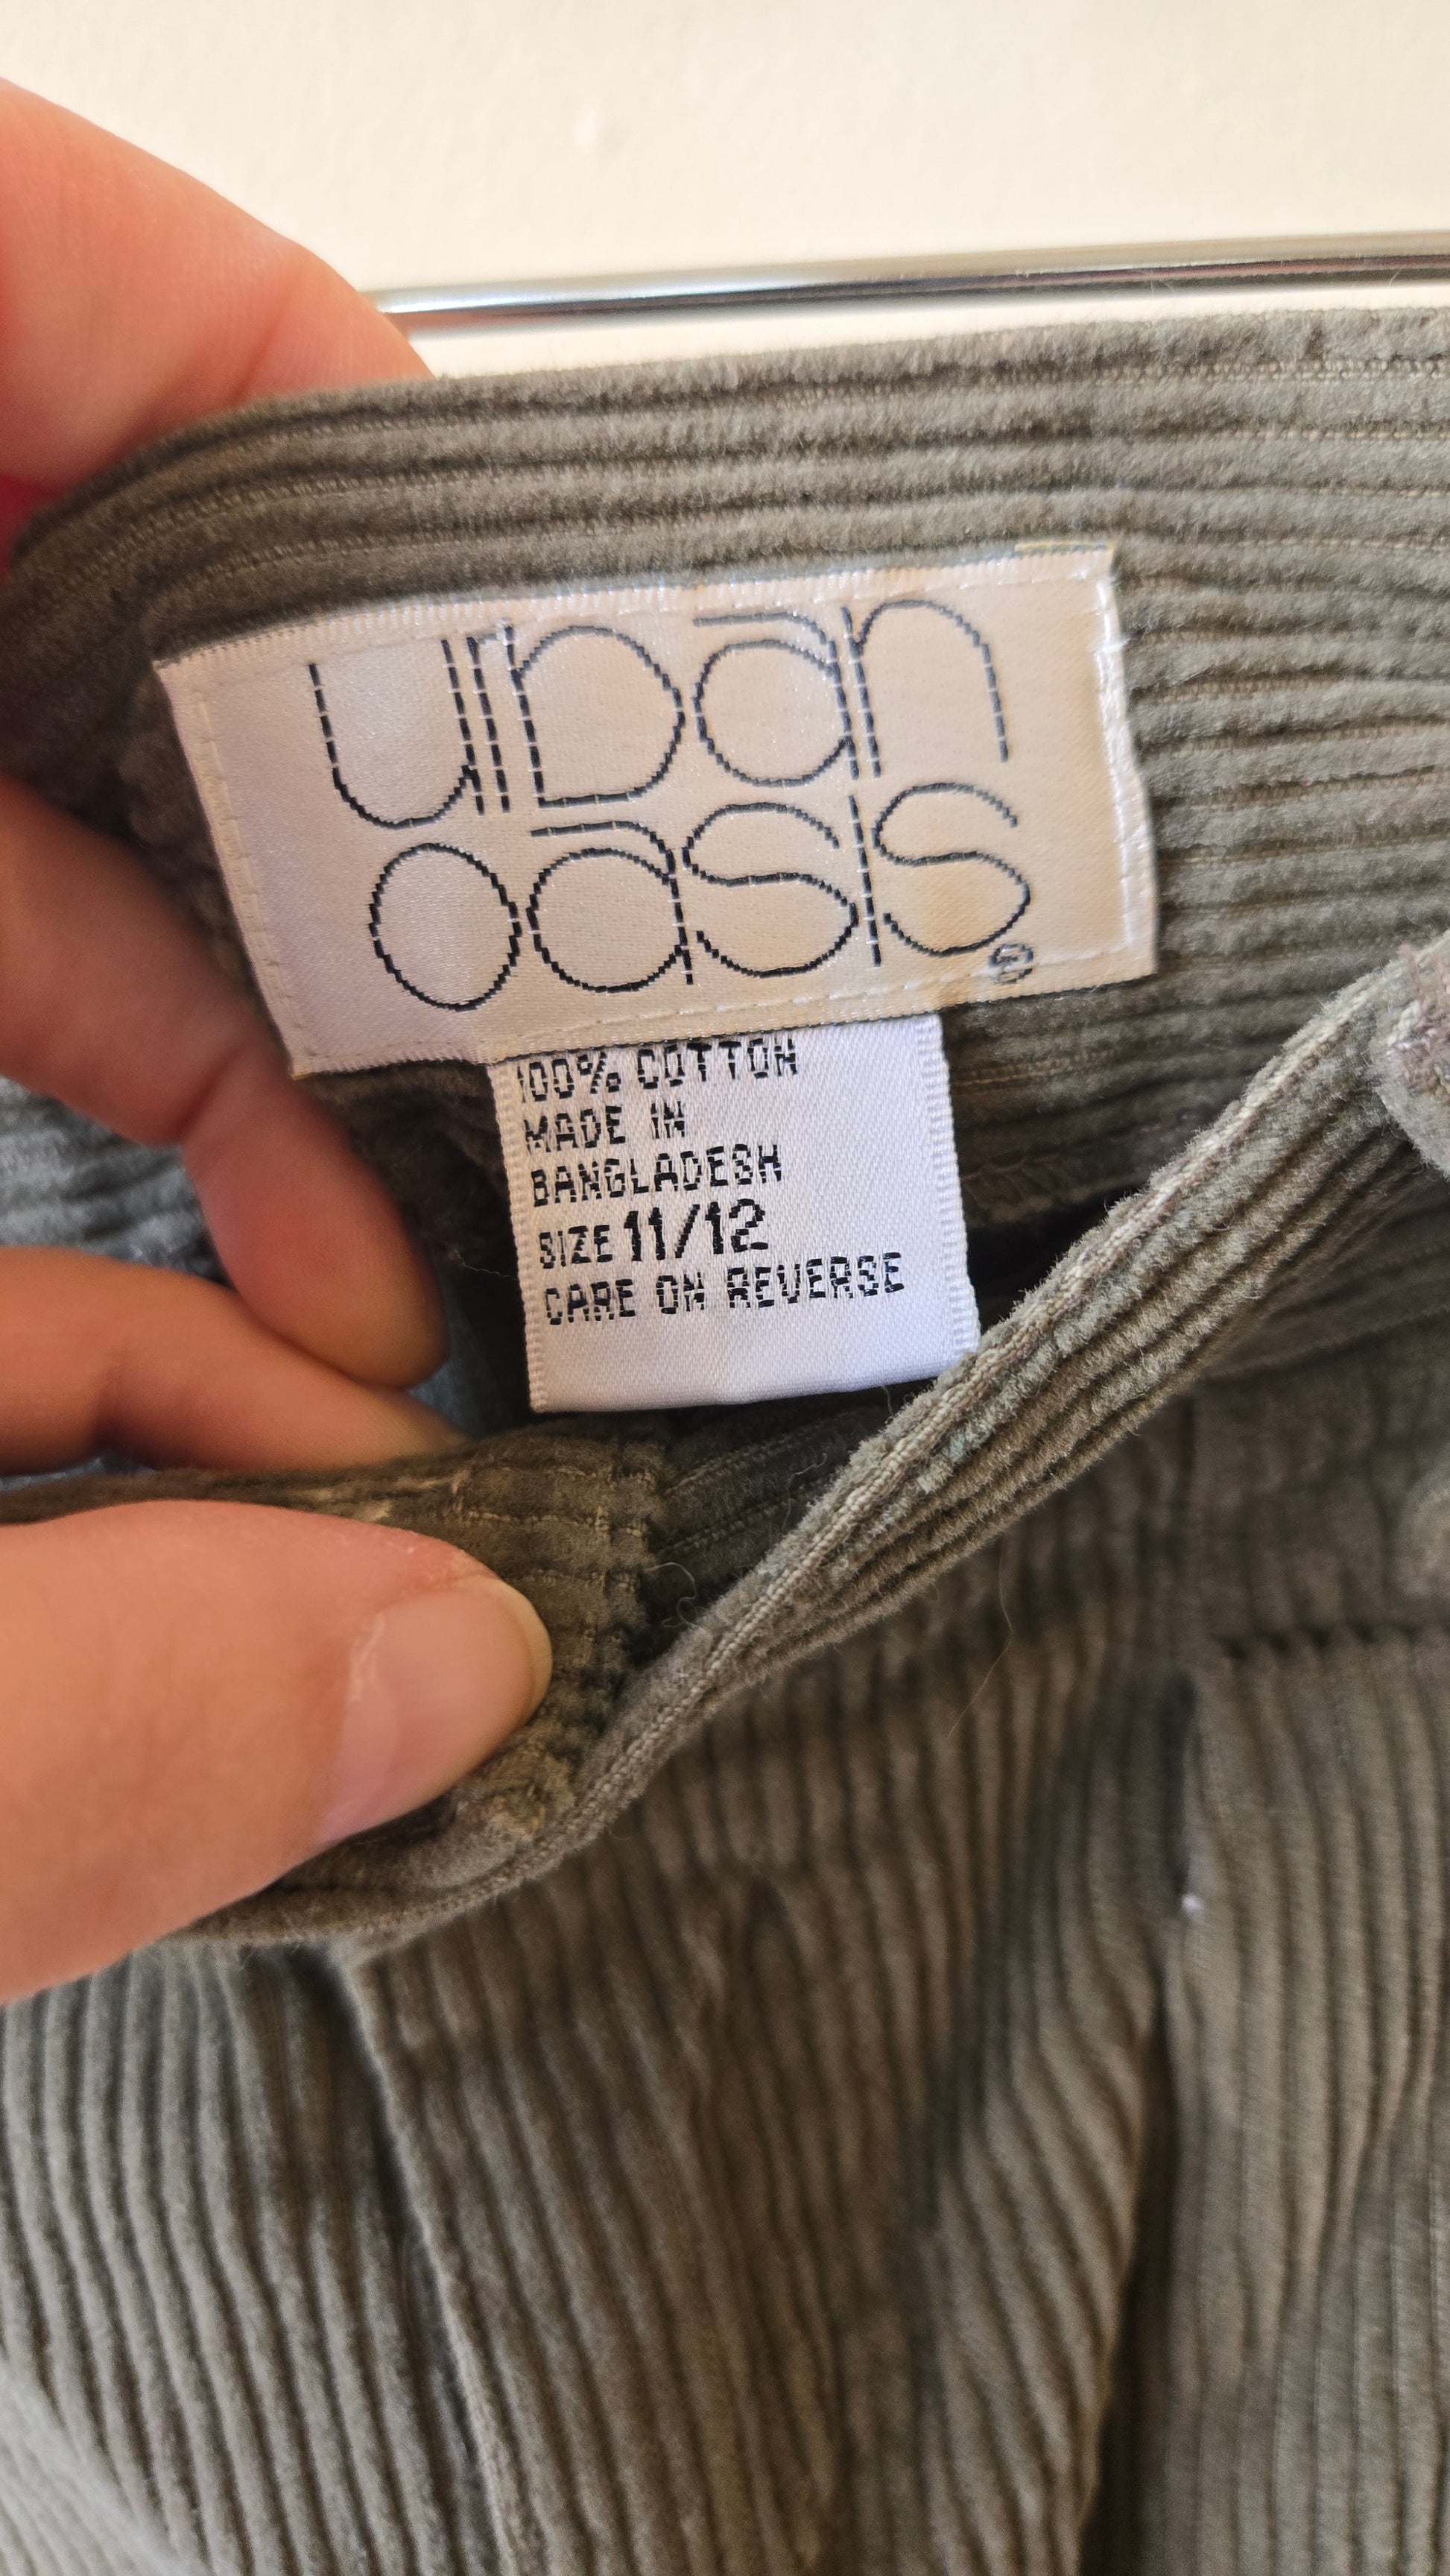 urban
oasis®
100% COTTON
MADE IN
BANGLADESH
SIZE 11/12
CARE ON REVERSE